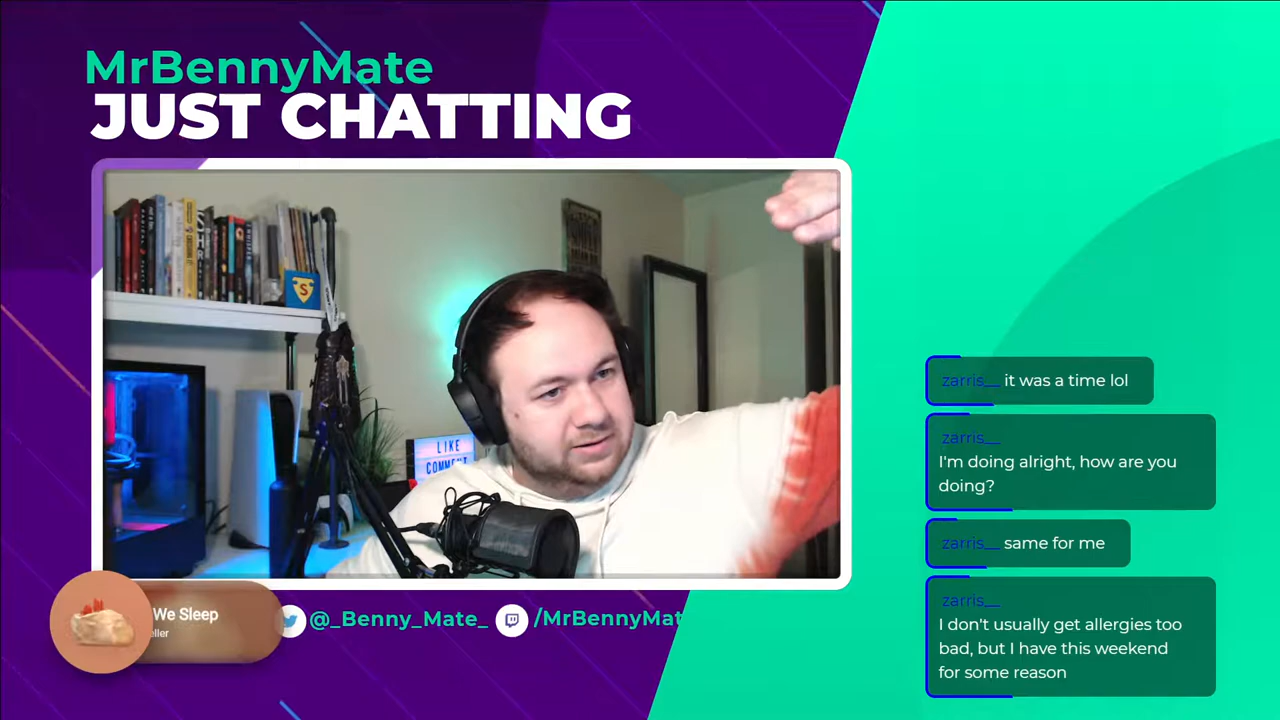 MrBennyMate
JUST CHATTING
S
LIKE
COMMENT
zarris__ it was a time lol
zarris__
I'm doing alright, how are you
doing?
zarris__ same for me
zarris__
I don't usually get allergies too
bad, but I have this weekend
for some reason
We Sleep
eller
@_Benny_Mate_
/MrBennyMat